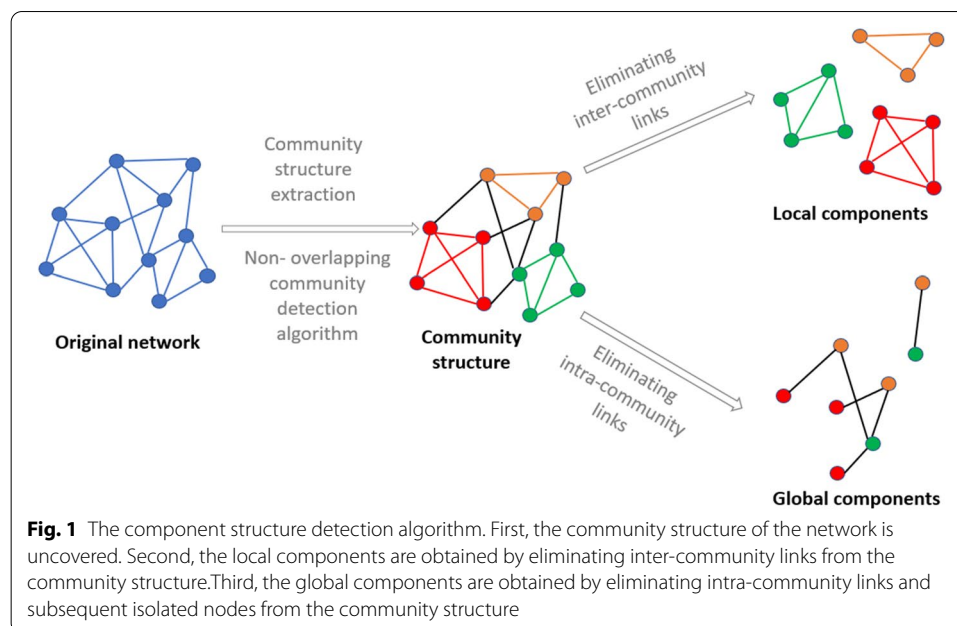 Community
structure
extraction
Non- overlapping
community
detection
algorithm
Original network
Community
structure
Eliminating
inter-community
links
Local components
Eliminating
intra-community
links
Global components
Fig. 1 The component structure detection algorithm. First, the community structure of the network is
uncovered. Second, the local components are obtained by eliminating inter-community links from the
community structure.Third, the global components are obtained by eliminating intra-community links and
subsequent isolated nodes from the community structure